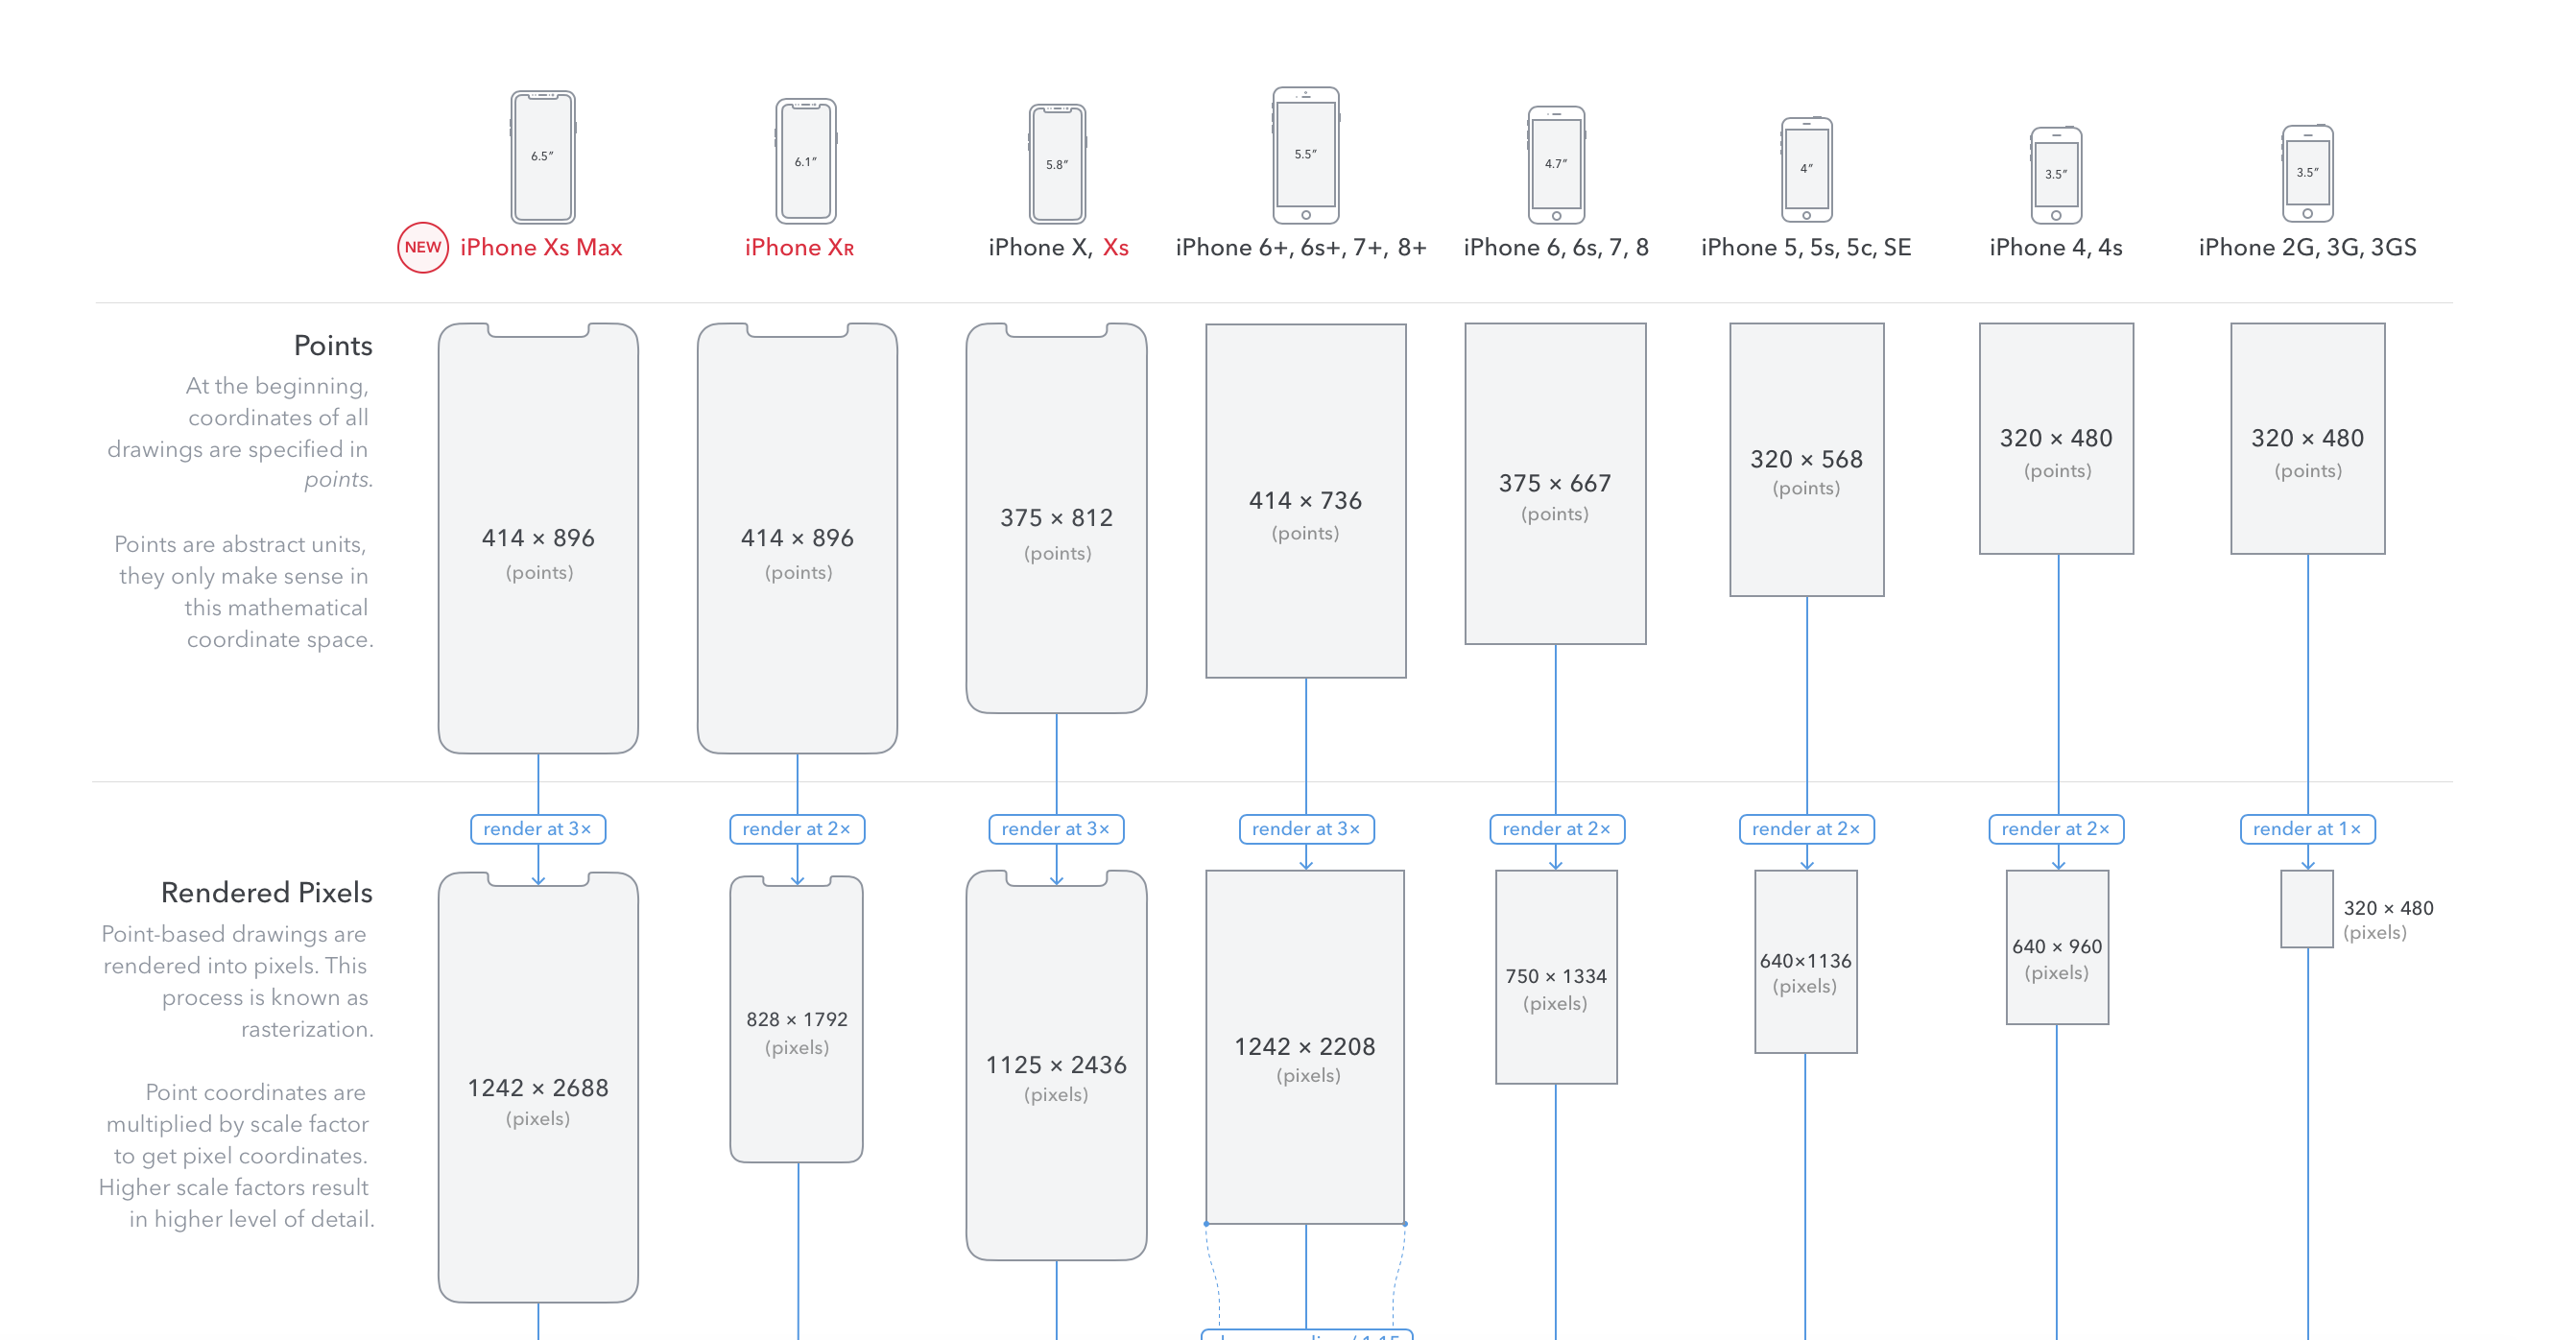 6.5″
6.1″
5.8″
5.5″
4.7″
4″
3.5″
3.5″
NEW
iPhone Xs Max
iPhone XR
iPhone X, Xs
iPhone 6+, 6s+, 7+, 8+
iPhone 6, 6s, 7, 8
iPhone 5, 5s, 5c, SE
iPhone 4, 4s
iPhone 2G, 3G, 3GS
Points
At the beginning,
coordinates of all
drawings are specified in
points.
Points are abstract units,
they only make sense in
this mathematical
coordinate space.
414 × 896
(points)
414 × 896
(points)
375 × 812
(points)
414 × 736
(points)
375 × 667
(points)
320 × 568
(points)
320 × 480
(points)
320 × 480
(points)
render at 3×
render at 2×
render at 3×
render at 3×
render at 2×
render at 2×
render at 2×
render at 1×
Rendered Pixels
Point-based drawings are
rendered into pixels. This
process is known as
rasterization.
Point coordinates are
multiplied by scale factor
to get pixel coordinates.
Higher scale factors result
in higher level of detail.
1242 × 2688
(pixels)
828 × 1792
(pixels)
1125 × 2436
(pixels)
1242 × 2208
(pixels)
750 × 1334
(pixels)
640×1136
(pixels)
640 × 960
(pixels)
320 × 480
(pixels)